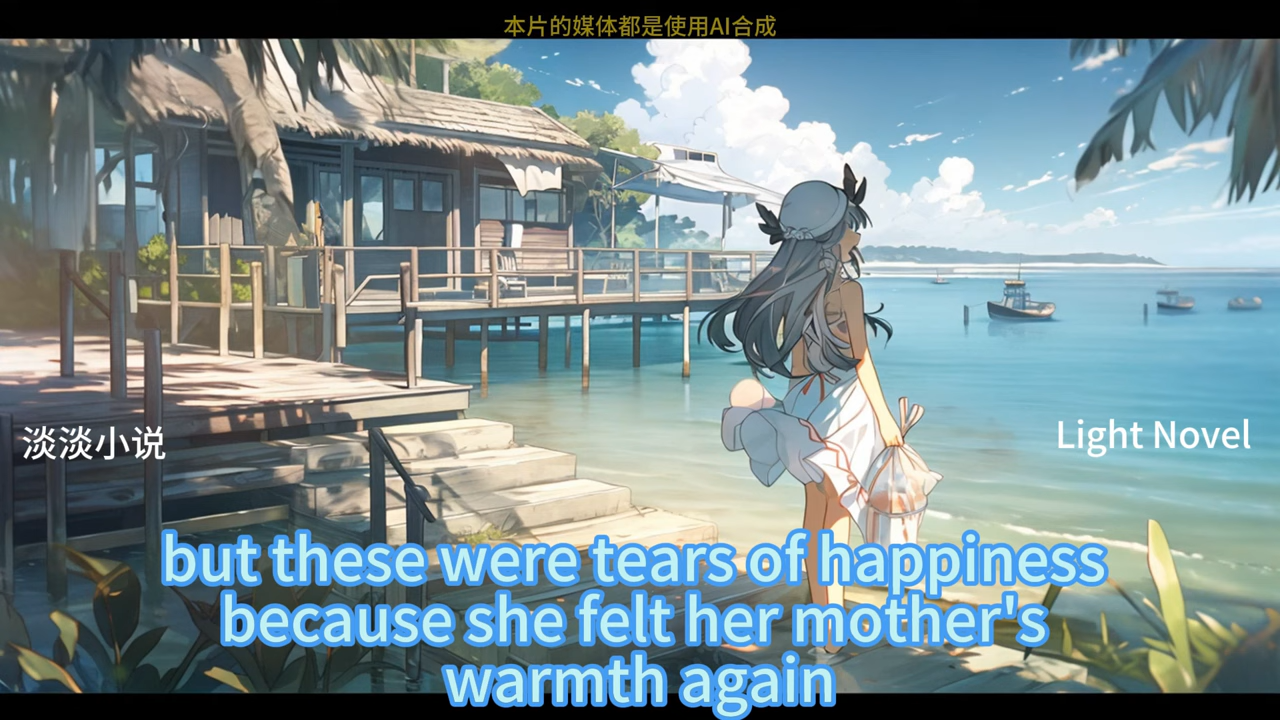 本片的媒体都是使用AI合成
淡淡小说
Light Novel
but these were tears of happiness
because she felt her mother's
warmth again